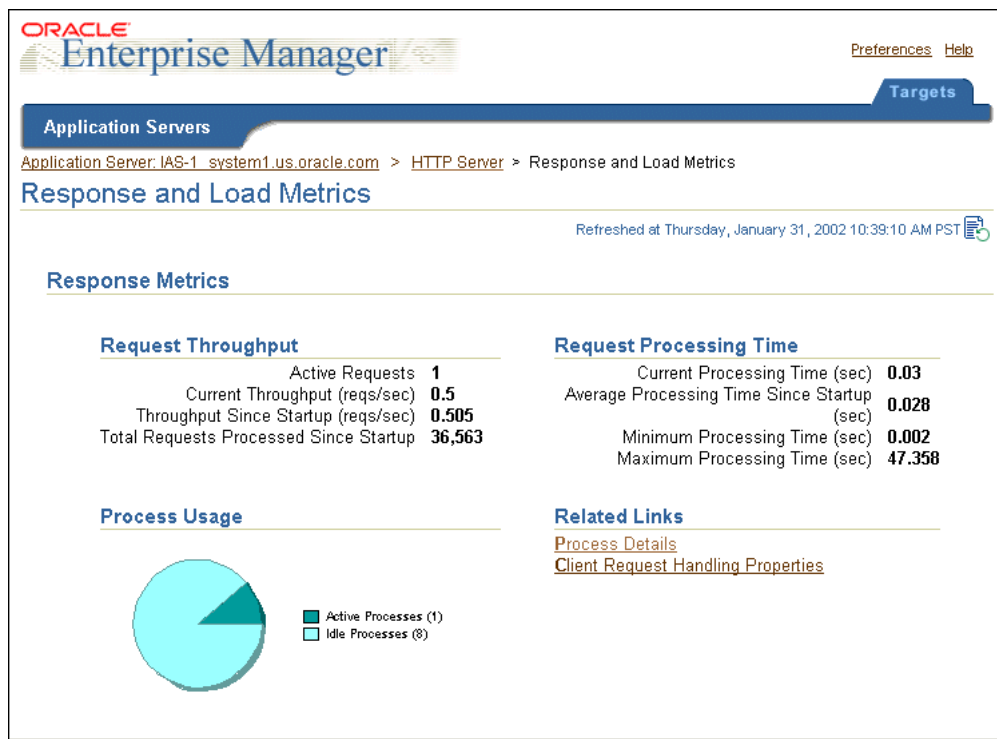 ORACLE
Enterprise Manager
Preferences Help
Targets
Application Servers
Application Server: IAS-1_system1.us.oracle.com > HTTP Server > Response and Load Metrics
Response and Load Metrics
Refreshed at Thursday, January 31, 2002 10:39:10 AM PST
Response Metrics
Request Throughput
Active Requests 1
Current Throughput (reqs/sec) 0.5
Throughput Since Startup (reqs/sec) 0.505
Total Requests Processed Since Startup 36,563
Request Processing Time
Current Processing Time (sec) 0.03
Average Processing Time Since Startup
(sec) 0.028
Minimum Processing Time (sec) 0.002
Maximum Processing Time (sec) 47.358
Process Usage
Active Processes (1)
Idle Processes (8)
Related Links
Process Details
Client Request Handling Properties